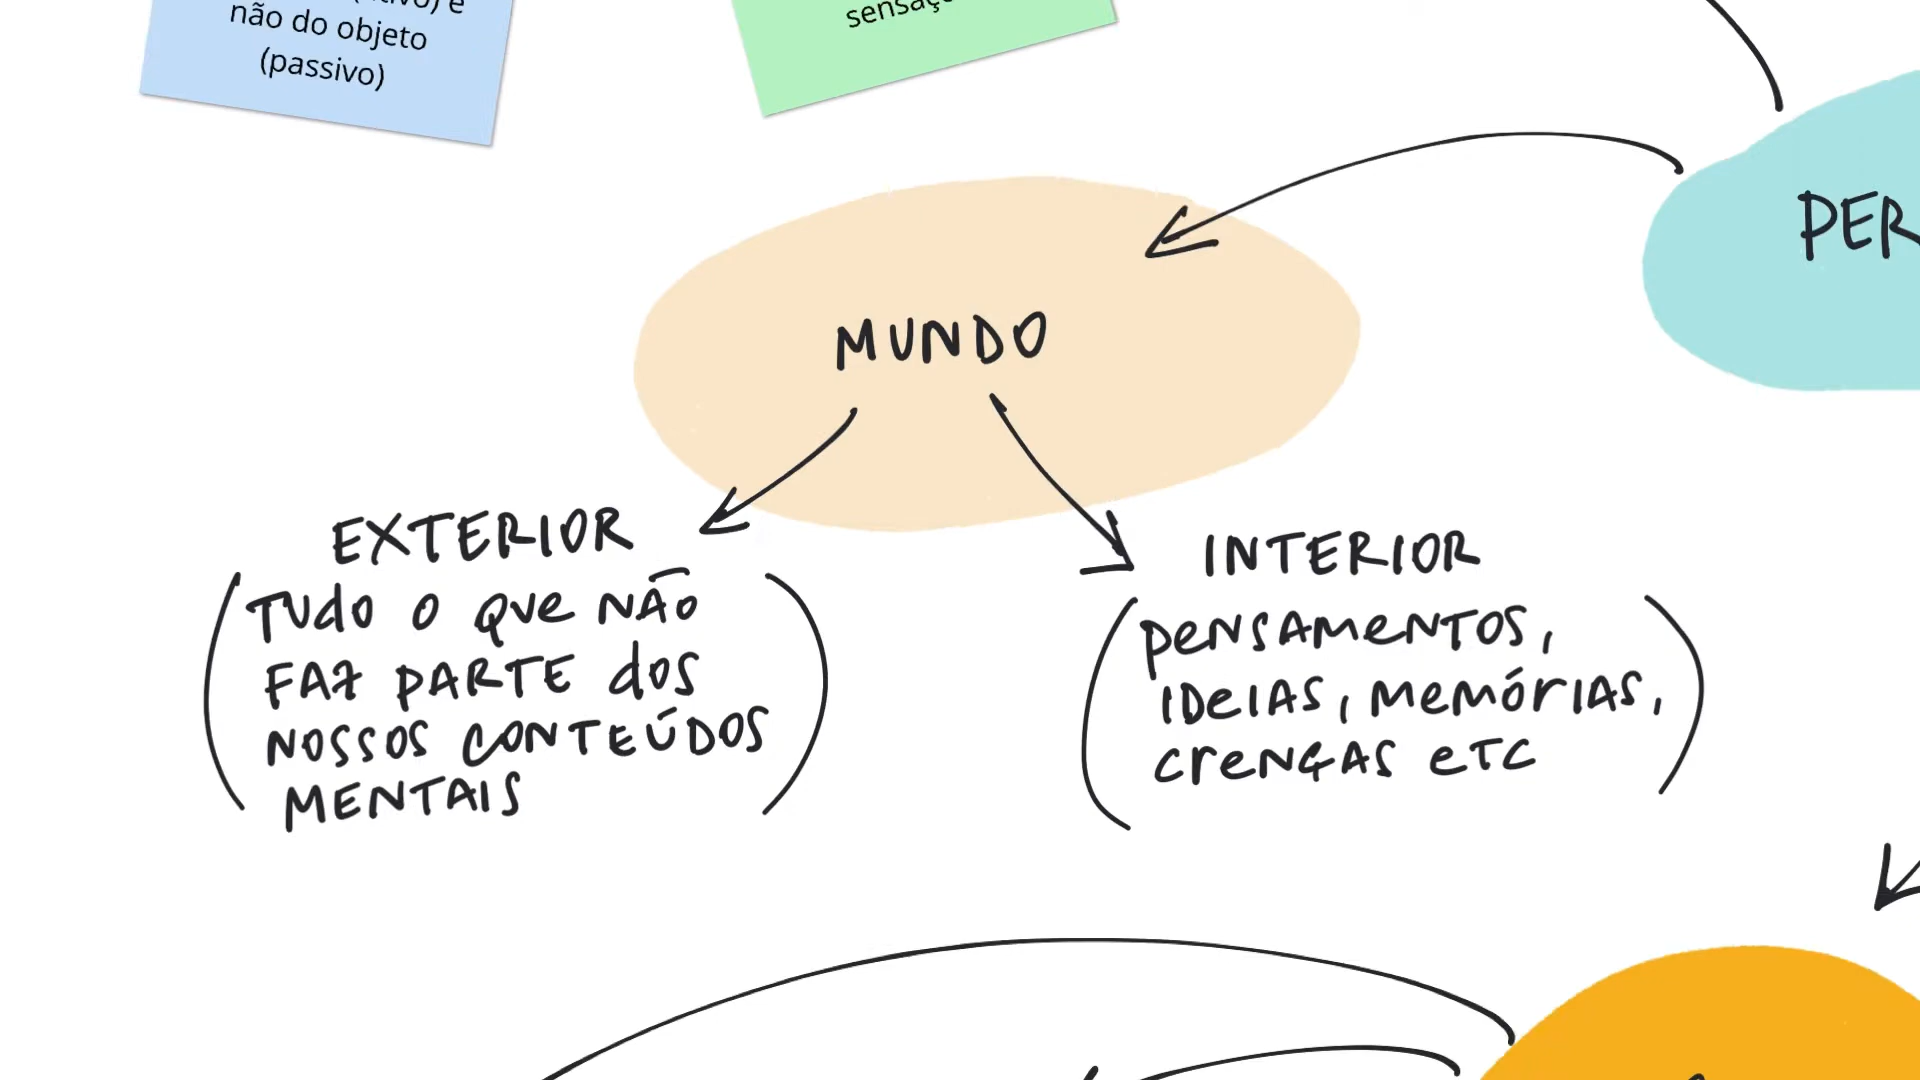 não do objeto
(passivo)
MUNDO
EXTERIOR
(TUdO O QUE NÃO
FAZ PARTE dOS
NOSSOS CONTEÚDOS
MENTAIS)
INTERIOR
(PENSAMENTOS,
IDEIAS, MEMÓRIAS,
CRENÇAS ETC)